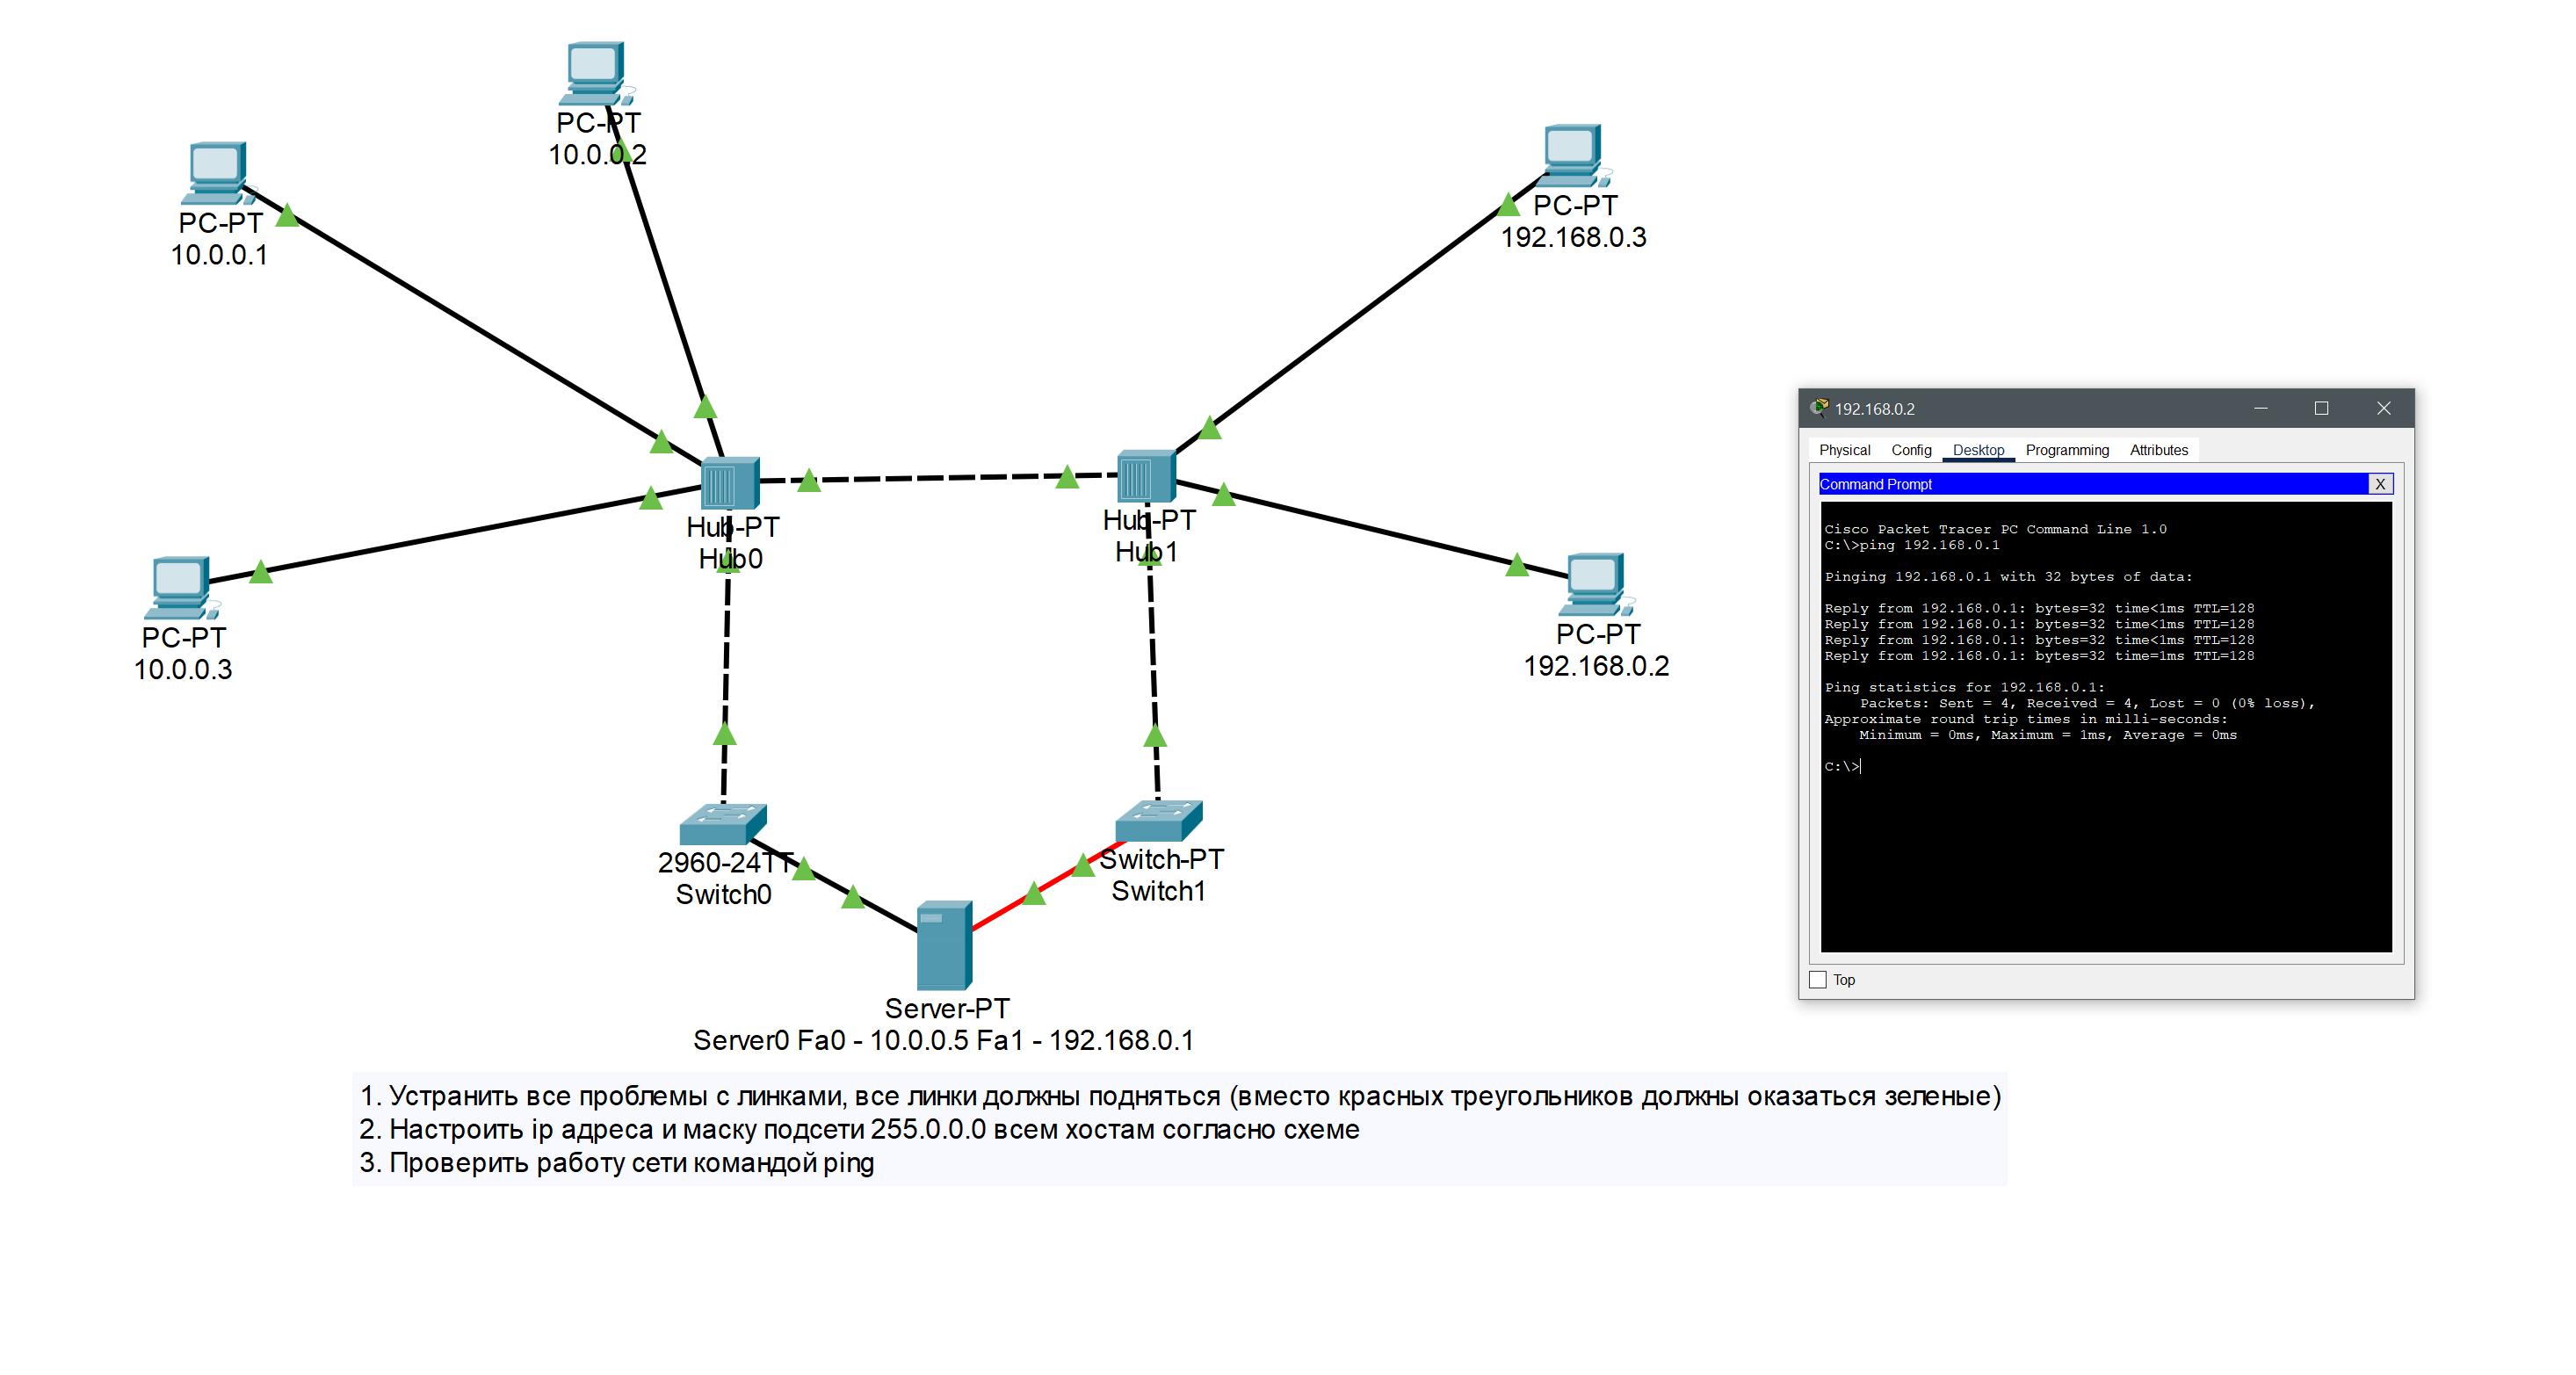 PC-PT
10.0.0.2
PC-PT
10.0.0.1
PC-PT
192.168.0.3
Hub-PT
Hub0
Hub-PT
Hub1
PC-PT
10.0.0.3
PC-PT
192.168.0.2
2960-24TT
Switch0
Switch-PT
Switch1
Server-PT
Server0 Fa0 - 10.0.0.5 Fa1 - 192.168.0.1
1. Устранить все проблемы с линками, все линки должны подняться (вместо красных треугольников должны оказаться зеленые)
2. Настроить ip адреса и маску подсети 255.0.0.0 всем хостам согласно схеме
3. Проверить работу сети командой ping
192.168.0.2
Physical Config Desktop Programming Attributes
Command Prompt X
Cisco Packet Tracer PC Command Line 1.0
C:\>ping 192.168.0.1
Pinging 192.168.0.1 with 32 bytes of data:
Reply from 192.168.0.1: bytes=32 time<1ms TTL=128
Reply from 192.168.0.1: bytes=32 time<1ms TTL=128
Reply from 192.168.0.1: bytes=32 time<1ms TTL=128
Reply from 192.168.0.1: bytes=32 time=1ms TTL=128
Ping statistics for 192.168.0.1:
Packets: Sent = 4, Received = 4, Lost = 0 (0% loss),
Approximate round trip times in milli-seconds:
Minimum = 0ms, Maximum = 1ms, Average = 0ms
C:\>
Top